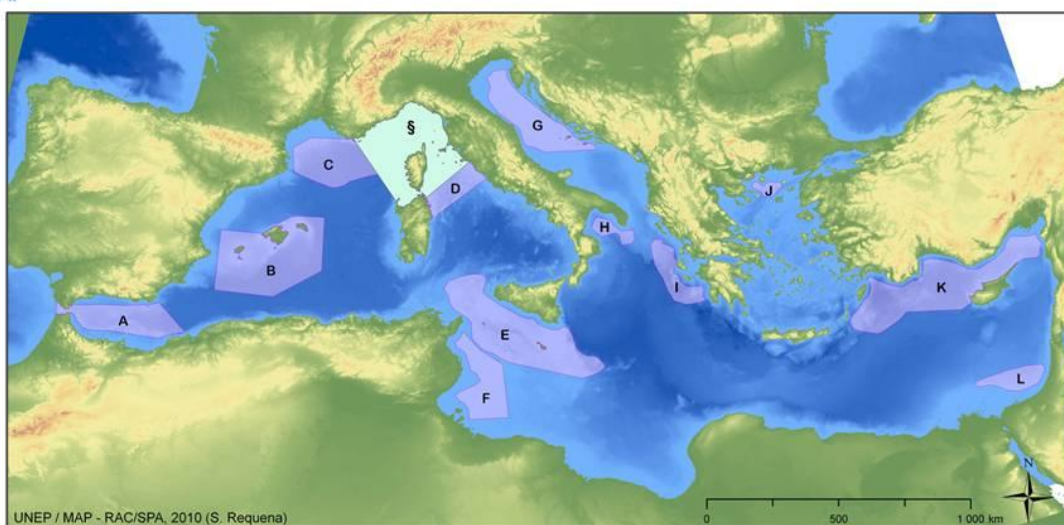 §
G
C
D
J
H
B
I
K
A
E
L
F
N
UNEP / MAP - RAC/SPA, 2010 (S. Requena)
0 500 1 000 km